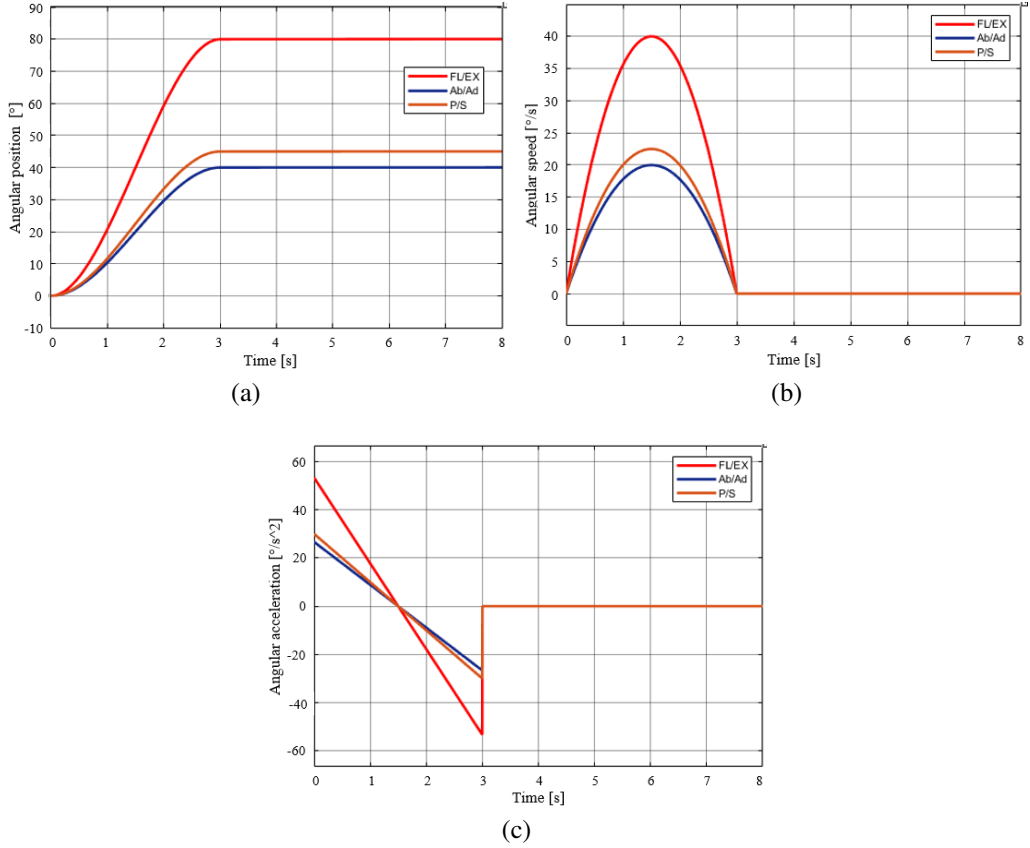 90
80
70
60
50
40
30
20
10
0
-10
Angular position [°]
FL/EX
Ab/Ad
P/S
0 1 2 3 4 5 6 7 8
Time [s]
(a)
40
35
30
25
20
15
10
5
0
Angular speed [°/s]
FL/EX
Ab/Ad
P/S
0 1 2 3 4 5 6 7 8
Time [s]
(b)
60
40
20
0
-20
-40
-60
Angular acceleration [°/s^2]
FL/EX
Ab/Ad
P/S
0 1 2 3 4 5 6 7 8
Time [s]
(c)